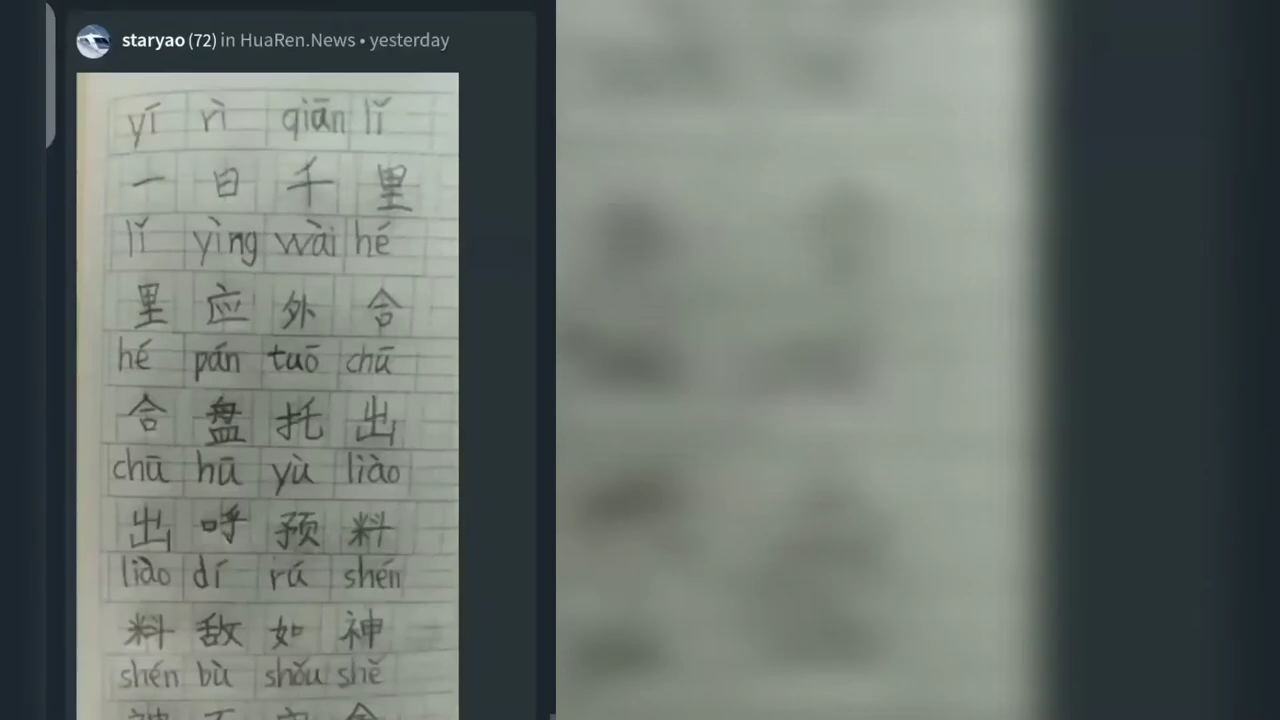 staryao (72) in HuaRen.News • yesterday
yí rì qiān lǐ
一 日 千 里
lǐ yìng wài hé
里 应 外 合
hé pán tuō chū
合 盘 托 出
chū hū yù liào
出 呼 预 料
liào dí rú shén
料 敌 如 神
shén bù shǒu shě